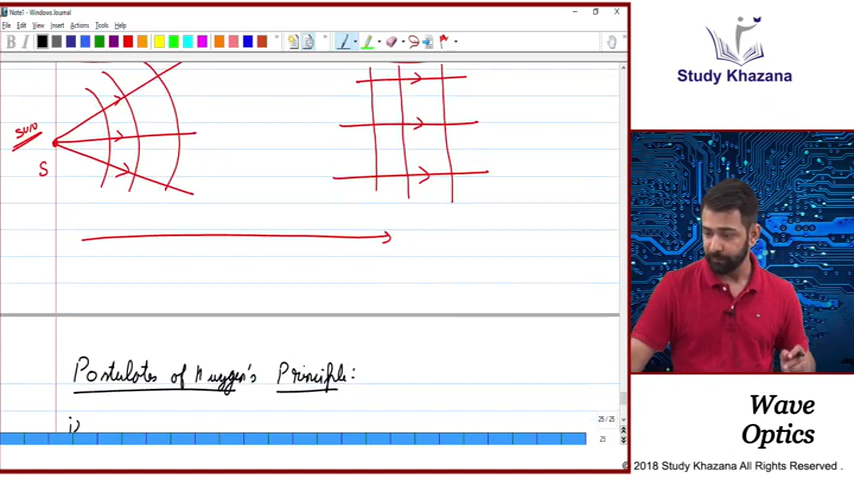 Note1 - Windows Journal
File Edit View Insert Actions Tools Help
B I
Sun
S
Postulates of Huygen's Principle:
i)
25 / 25
25
Study Khazana
Wave
Optics
© 2018 Study Khazana All Rights Reserved .